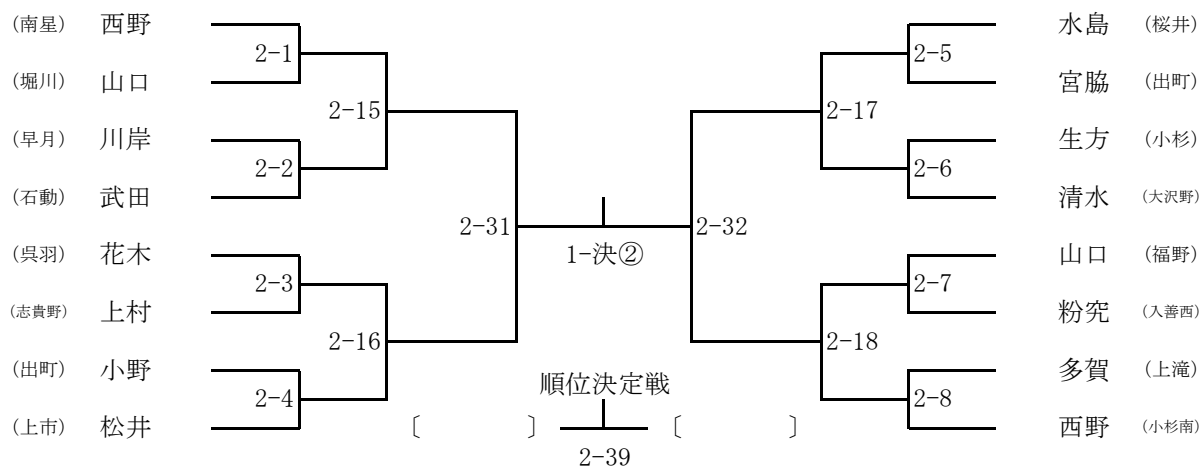 (南星) 西野 水島 (桜井)
2-1 2-5
(堀川) 山口 宮脇 (出町)
2-15 2-17
(早月) 川岸 生方 (小杉)
2-2 2-6
(石動) 武田 清水 (大沢野)
2-31 2-32
1-決②
(呉羽) 花木 山口 (福野)
2-3 2-7
(志貴野) 上村 粉究 (入善西)
2-16 2-18
(出町) 小野 多賀 (上滝)
順位決定戦
2-4 2-8
(上市) 松井 〔 〕 〔 〕 西野 (小杉南)
2-39